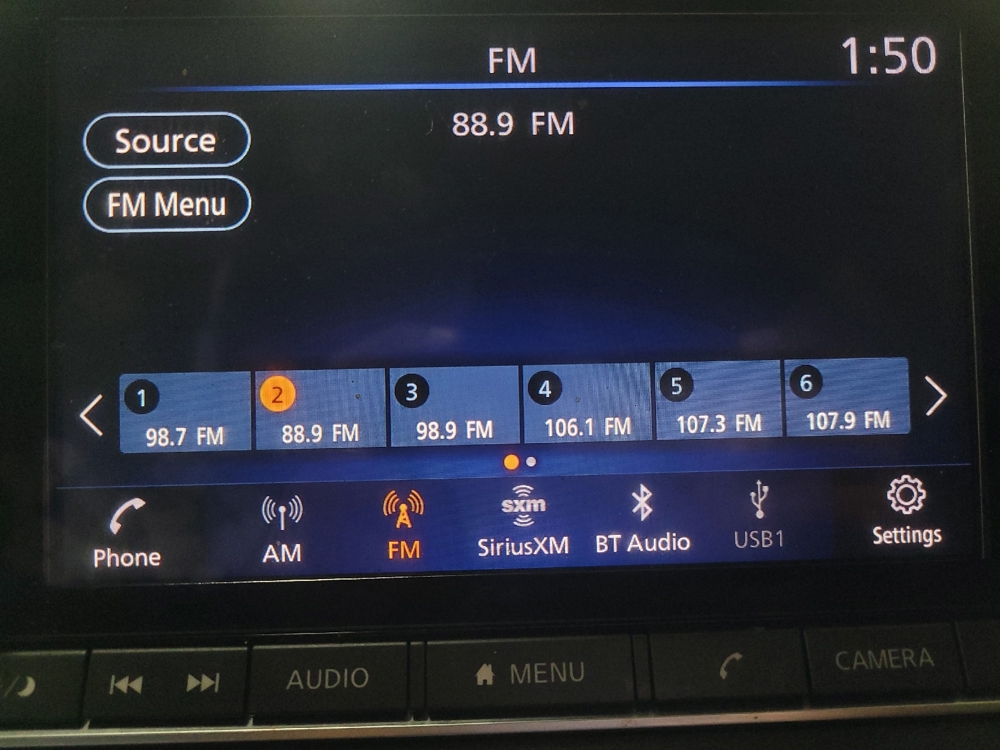 FM
1:50
88.9 FM
Source
FM Menu
1
2
3
4
5
6
98.7 FM
88.9 FM
98.9 FM
106.1 FM
107.3 FM
107.9 FM
sxm
Phone
AM
FM
SiriusXM
BT Audio
USB1
Settings
AUDIO
MENU
CAMERA